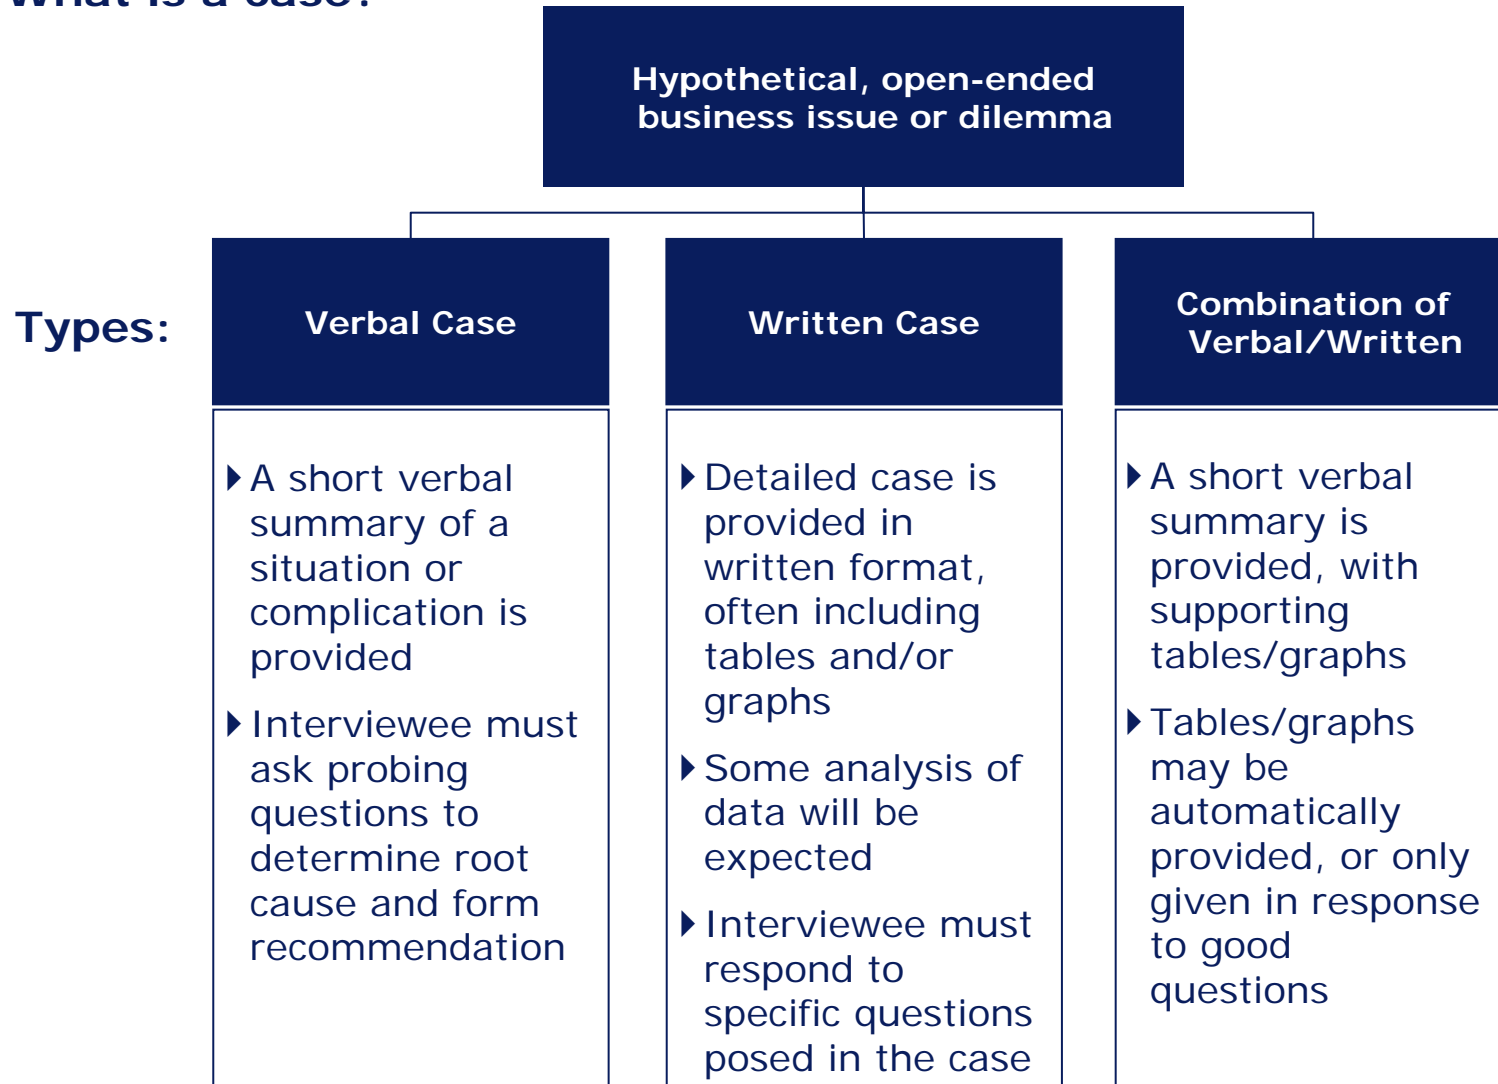 What is a case?
Hypothetical, open-ended
business issue or dilemma
Types:
Verbal Case
Written Case
Combination of
Verbal/Written
A short verbal
summary of a
situation or
complication is
provided
Interviewee must
ask probing
questions to
determine root
cause and form
recommendation
Detailed case is
provided in
written format,
often including
tables and/or
graphs
Some analysis of
data will be
expected
Interviewee must
respond to
specific questions
posed in the case
A short verbal
summary is
provided, with
supporting
tables/graphs
Tables/graphs
may be
automatically
provided, or only
given in response
to good
questions